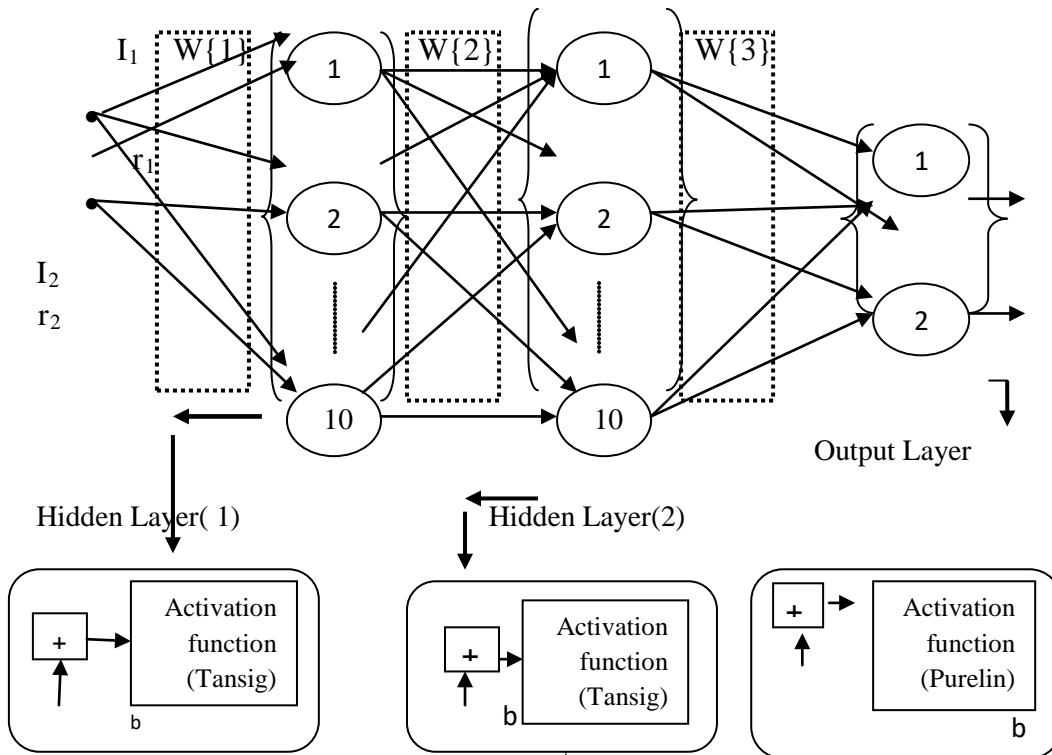 I₁ W{1} W{2} W{3}
1 1
1
r₁
2 2
I₂
r₂
2
10 10
Output Layer
Hidden Layer( 1) Hidden Layer(2)
Activation
function
(Tansig)
+
b
Activation
function
(Tansig)
+
b
+
Activation
function
(Purelin)
b